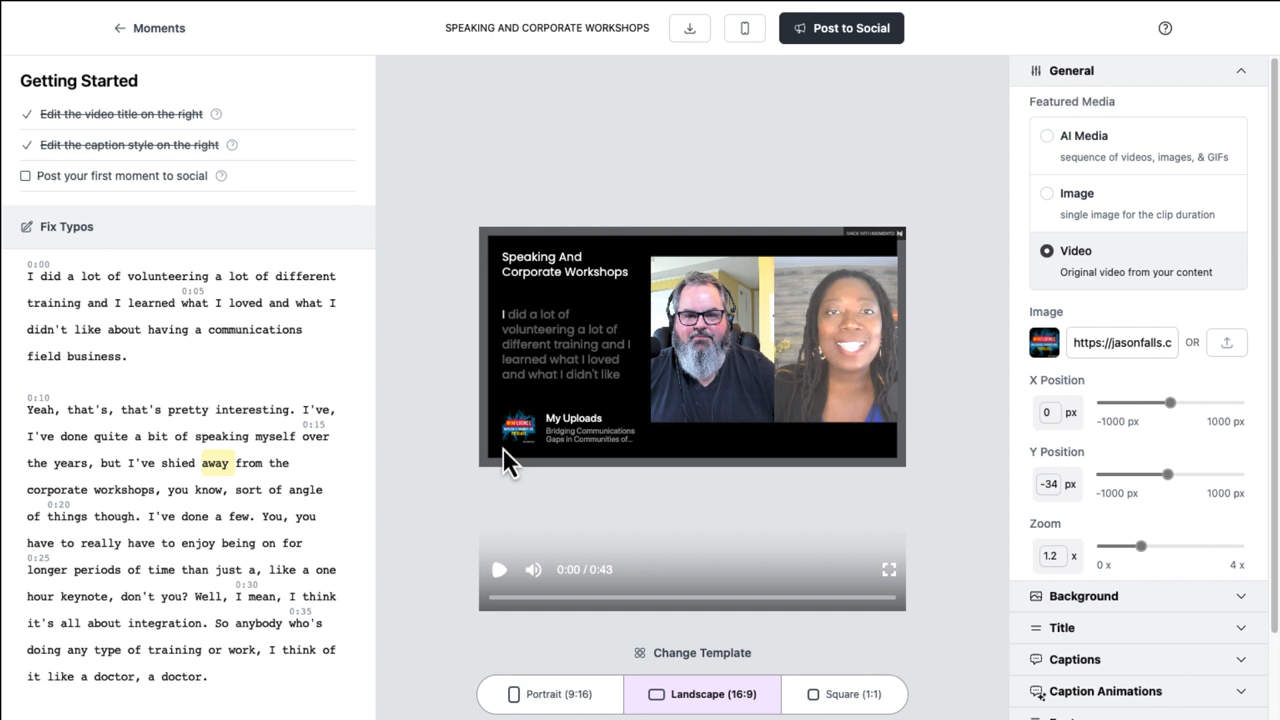 Moments
SPEAKING AND CORPORATE WORKSHOPS
Post to Social
Getting Started
Edit the video title on the right
Edit the caption style on the right
Post your first moment to social
Fix Typos
0:00
I did a lot of volunteering a lot of different
0:05
training and I learned what I loved and what I
didn't like about having a communications
field business.
0:10
Yeah, that's, that's pretty interesting. I've,
0:15
I've done quite a bit of speaking myself over
the years, but I've shied away from the
corporate workshops, you know, sort of angle
0:20
of things though. I've done a few. You, you
have to really have to enjoy being on for
0:25
longer periods of time than just a, like a one
0:30
hour keynote, don't you? Well, I mean, I think
0:35
it's all about integration. So anybody who's
doing any type of training or work, I think of
it like a doctor, a doctor.
Speaking And
Corporate Workshops
I did a lot of
volunteering a lot of
different training and I
learned what I loved
and what I didn't like
My Uploads
Bridging Communications
Gaps in Communities of...
0:00 / 0:43
Change Template
Portrait (9:16)
Landscape (16:9)
Square (1:1)
General
Featured Media
AI Media
sequence of videos, images, & GIFs
Image
single image for the clip duration
Video
Original video from your content
Image
https://jasonfalls.c
OR
X Position
0 px
-1000 px
1000 px
Y Position
-34 px
-1000 px
1000 px
Zoom
1.2 x
0 x
4 x
Background
Title
Captions
Caption Animations